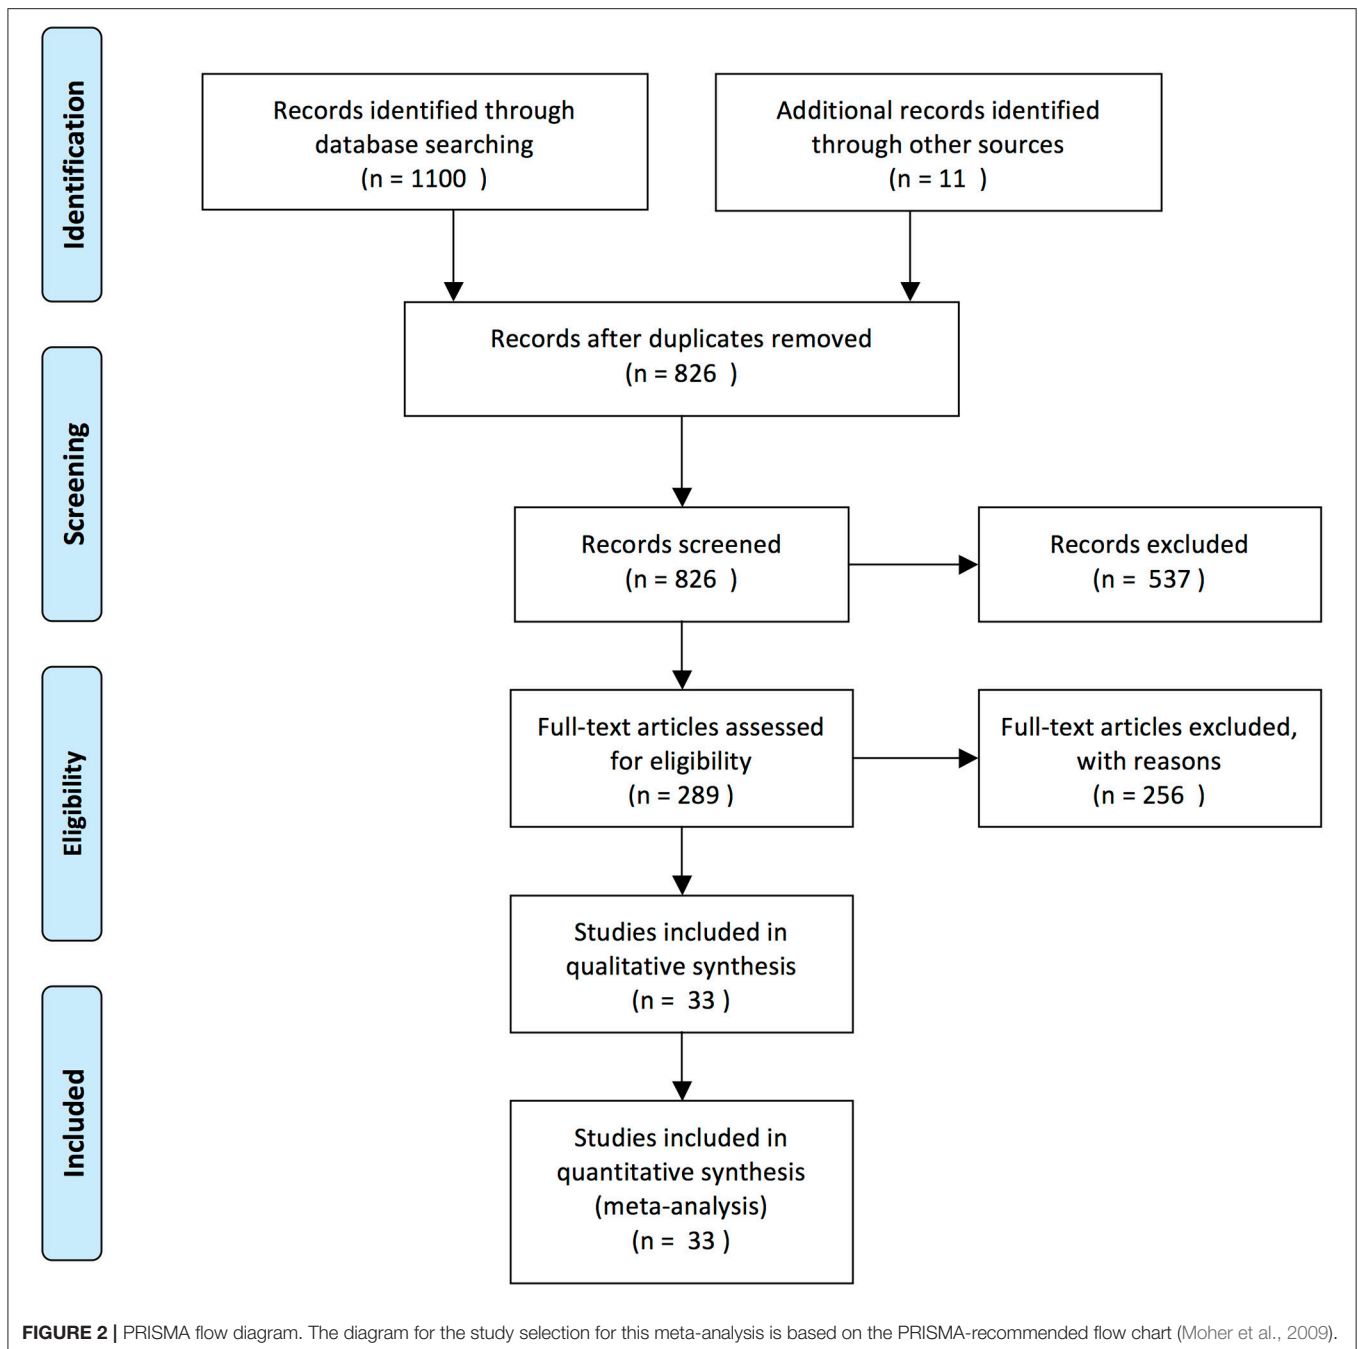 Identification
Records identified through
database searching
(n = 1100 )
Additional records identified
through other sources
(n = 11 )
Records after duplicates removed
(n = 826 )
Screening
Records screened
(n = 826 )
Records excluded
(n = 537 )
Eligibility
Full-text articles assessed
for eligibility
(n = 289 )
Full-text articles excluded,
with reasons
(n = 256 )
Studies included in
qualitative synthesis
(n = 33 )
Included
Studies included in
quantitative synthesis
(meta-analysis)
(n = 33 )
FIGURE 2 | PRISMA flow diagram. The diagram for the study selection for this meta-analysis is based on the PRISMA-recommended flow chart (Moher et al., 2009).